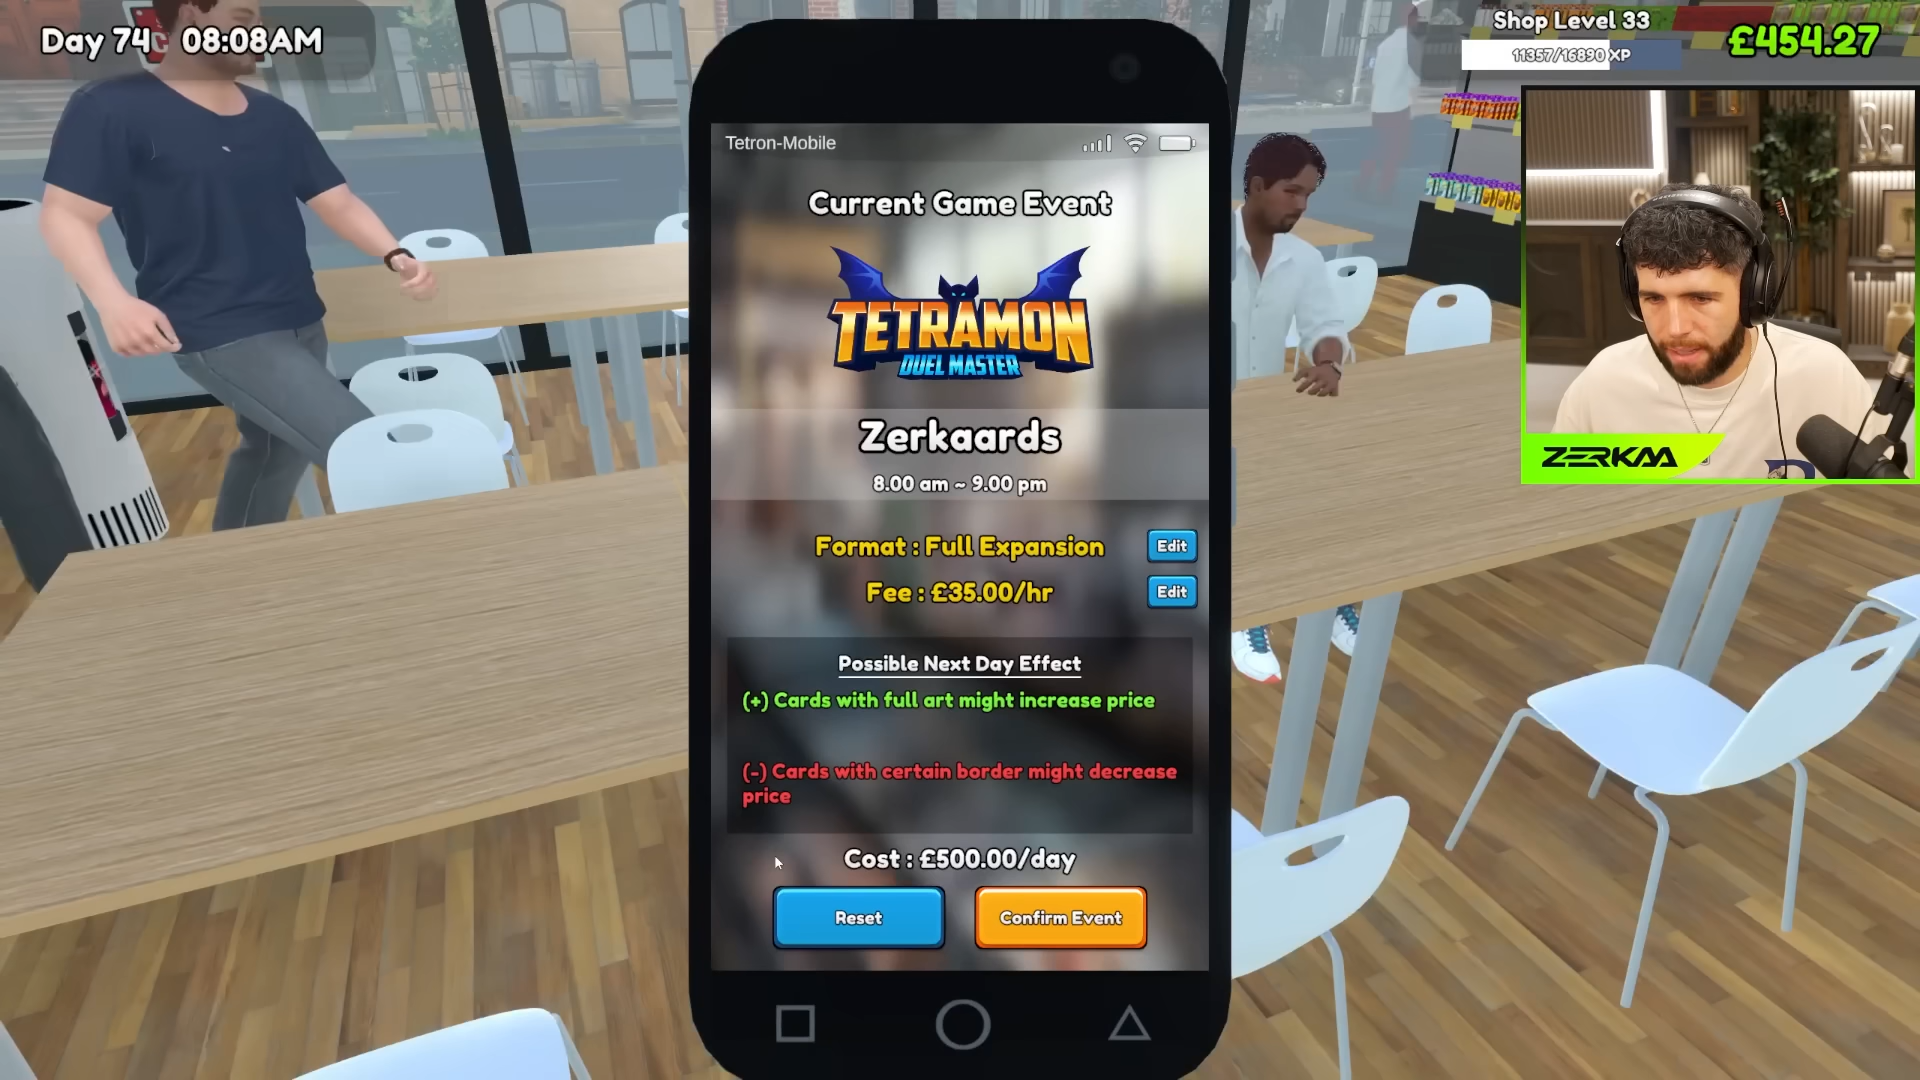 Day 74
08:08AM
Shop Level 33
11357/16890 XP
£454.27
Tetron-Mobile
Current Game Event
TETRAMON
DUEL MASTER
Zerkaards
8.00 am ~ 9.00 pm
Format : Full Expansion
Edit
Fee : £35.00/hr
Edit
Possible Next Day Effect
(+) Cards with full art might increase price
(-) Cards with certain border might decrease
price
Cost : £500.00/day
Reset
Confirm Event
ZERKAA